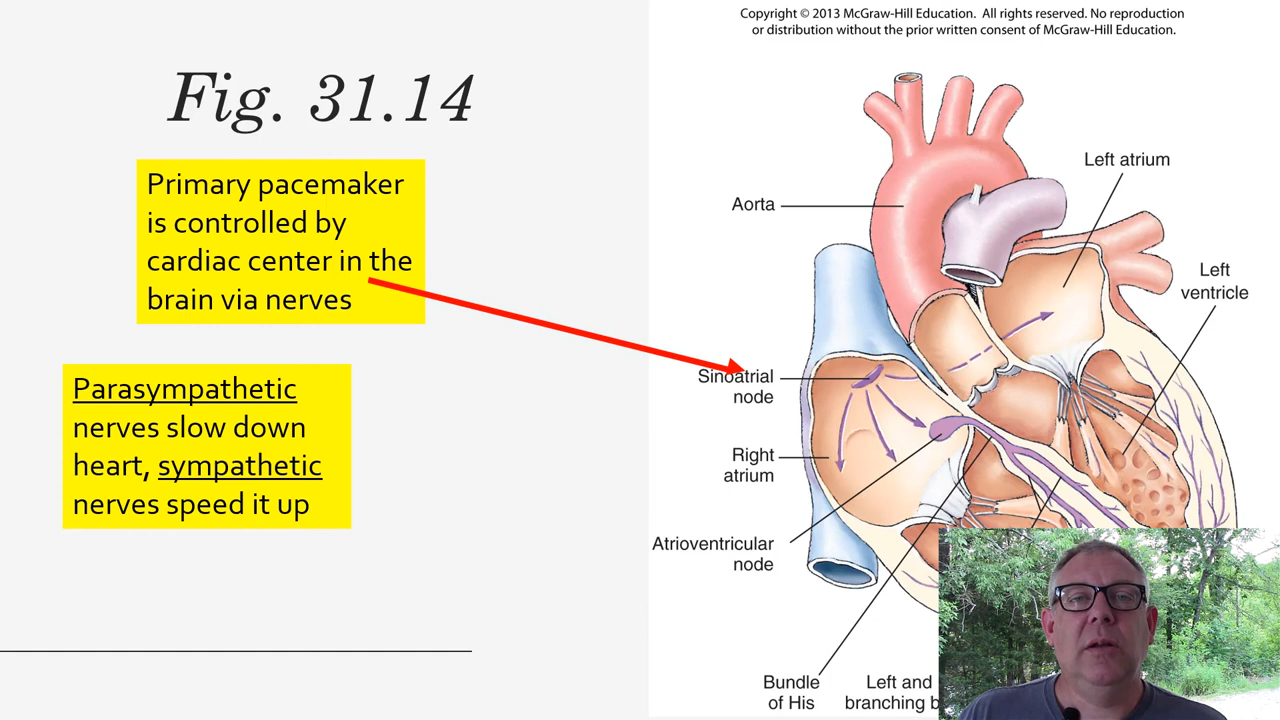 Copyright © 2013 McGraw-Hill Education. All rights reserved. No reproduction
or distribution without the prior written consent of McGraw-Hill Education.
Fig. 31.14
Primary pacemaker
is controlled by
cardiac center in the
brain via nerves
Parasympathetic
nerves slow down
heart, sympathetic
nerves speed it up
Left atrium
Aorta
Left
ventricle
Sinoatrial
node
Right
atrium
Atrioventricular
node
Bundle
of His
Left and
branching